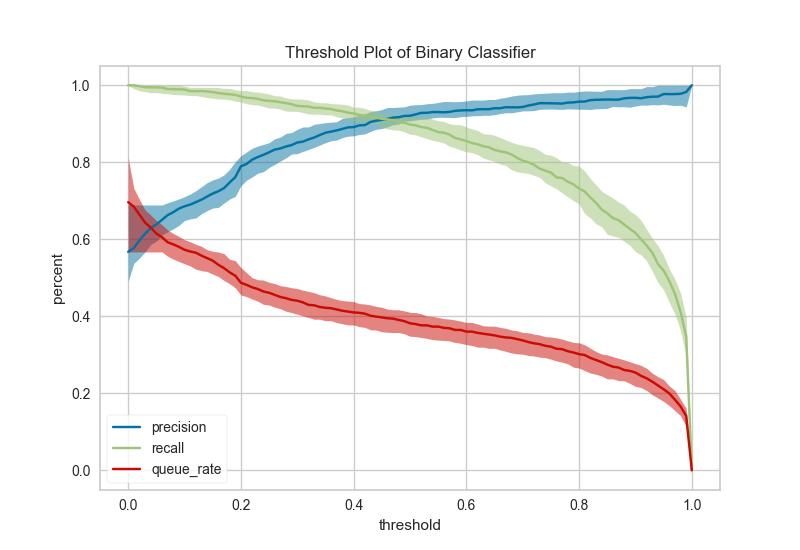 Threshold Plot of Binary Classifier
percent
1.0
0.8
0.6
0.4
0.2
0.0
precision
recall
queue_rate
0.0 0.2 0.4 0.6 0.8 1.0
threshold